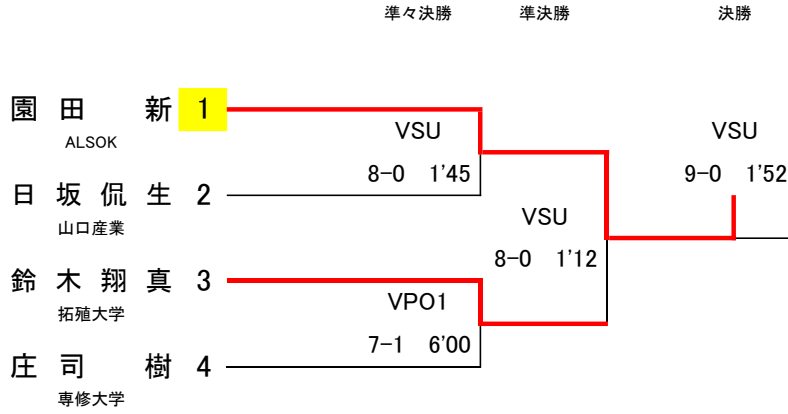 準々決勝 準決勝 決勝
園田 新 1
ALSOK
VSU
8-0 1'45
VSU
9-0 1'52
日坂侃生 2
山口産業
VSU
8-0 1'12
鈴木翔真 3
拓殖大学
VPO1
7-1 6'00
庄司 樹 4
専修大学